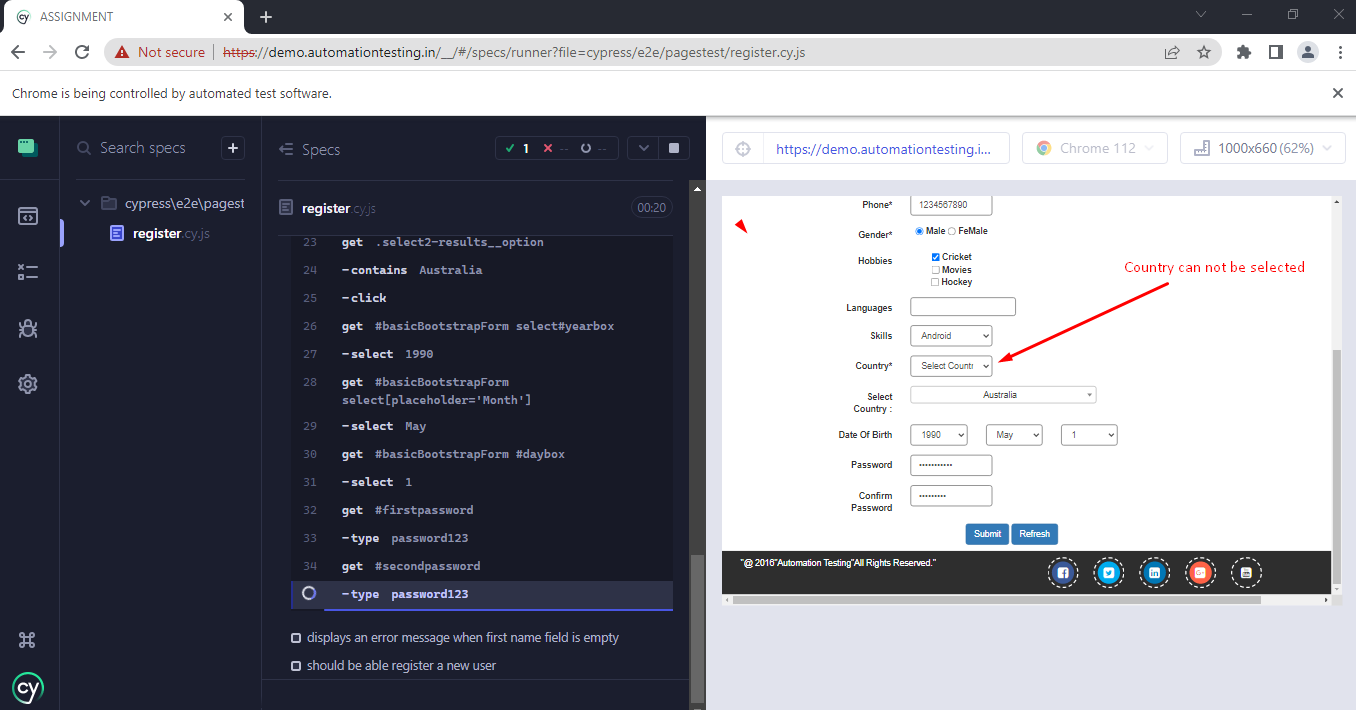 ASSIGNMENT
Not secure https://demo.automationtesting.in/__/#/specs/runner?file=cypress/e2e/pagestest/register.cy.js
Chrome is being controlled by automated test software.
Search specs
cypress\e2e\pagest
register.cy.js
Specs
1 -- --
register.cy.js 00:20
23 get .select2-results__option
24 -contains Australia
25 -click
26 get #basicBootstrapForm select#yearbox
27 -select 1990
28 get #basicBootstrapForm
select[placeholder='Month']
29 -select May
30 get #basicBootstrapForm #daybox
31 -select 1
32 get #firstpassword
33 -type password123
34 get #secondpassword
-type password123
displays an error message when first name field is empty
should be able register a new user
cy
https://demo.automationtesting.i...
Chrome 112
1000x660 (62%)
Phone* 1234567890
Gender* Male FeMale
Hobbies Cricket
Movies
Hockey
Country can not be selected
Languages
Skills Android
Country* Select Countr
Select
Country :
Australia
Date Of Birth 1990 May 1
Password •••••••••••
Confirm
Password
•••••••••
Submit Refresh
"@ 2016"Automation Testing"All Rights Reserved."